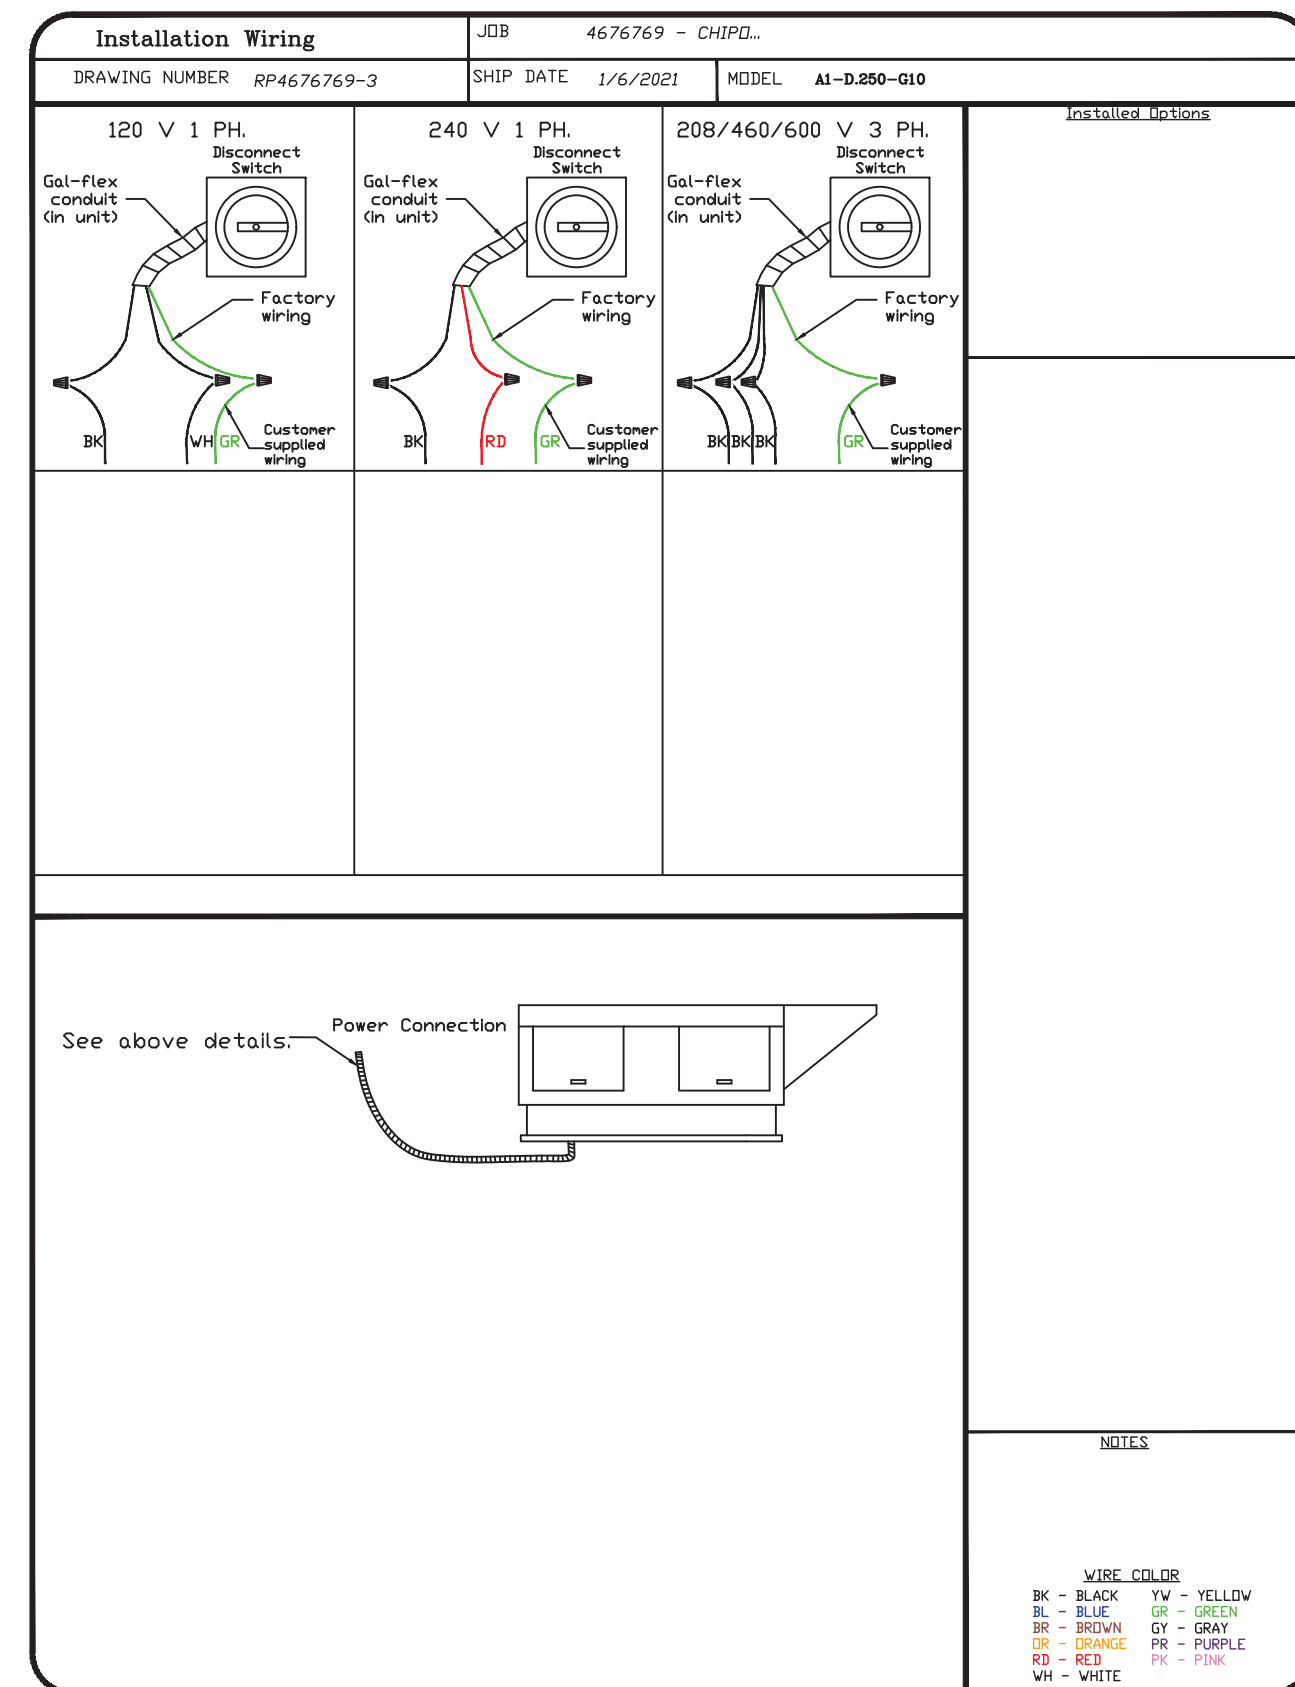 Installation Wiring
JOB 4676769 - CHIPO...
DRAWING NUMBER RP4676769-3
SHIP DATE 1/6/2021
MODEL A1-D.250-G10
120 V 1 PH.
Disconnect
Switch
Gal-flex
conduit
(in unit)
Factory
wiring
BK
WH
GR
Customer
supplied
wiring
240 V 1 PH.
Disconnect
Switch
Gal-flex
conduit
(in unit)
Factory
wiring
BK
RD
GR
Customer
supplied
wiring
208/460/600 V 3 PH.
Disconnect
Switch
Gal-flex
conduit
(in unit)
Factory
wiring
BK
BK
BK
GR
Customer
supplied
wiring
Installed Options
See above details.
Power Connection
NOTES
WIRE COLOR
BK - BLACK YW - YELLOW
BL - BLUE GR - GREEN
BR - BROWN GY - GRAY
OR - ORANGE PR - PURPLE
RD - RED PK - PINK
WH - WHITE